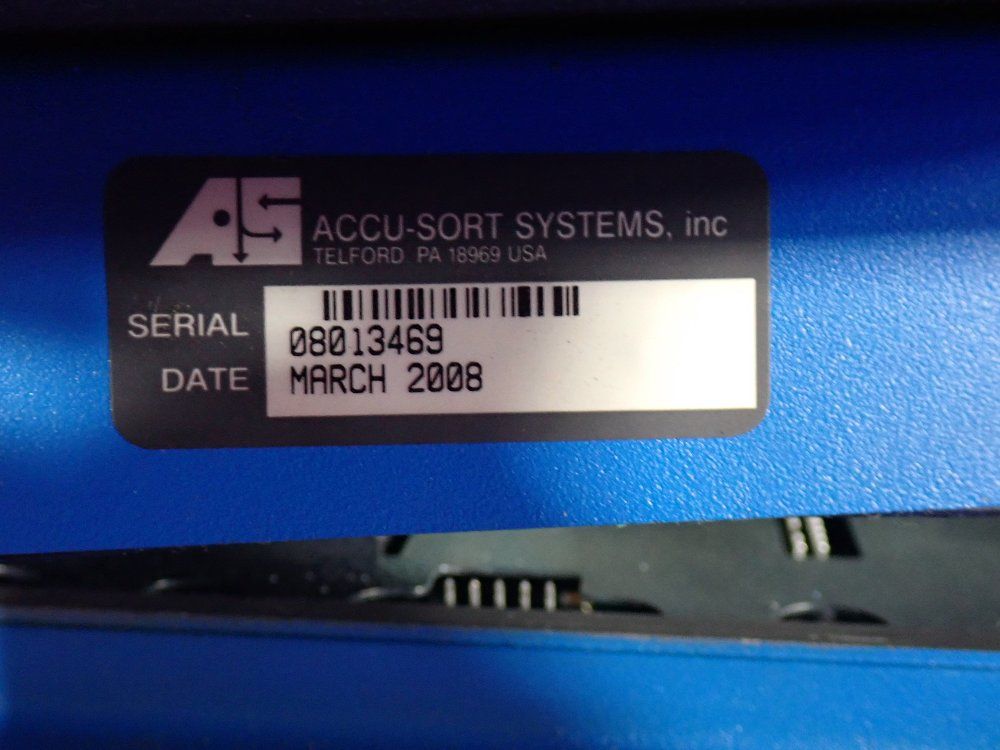 AS ACCU-SORT SYSTEMS, inc
TELFORD PA 18969 USA
SERIAL 08013469
DATE MARCH 2008